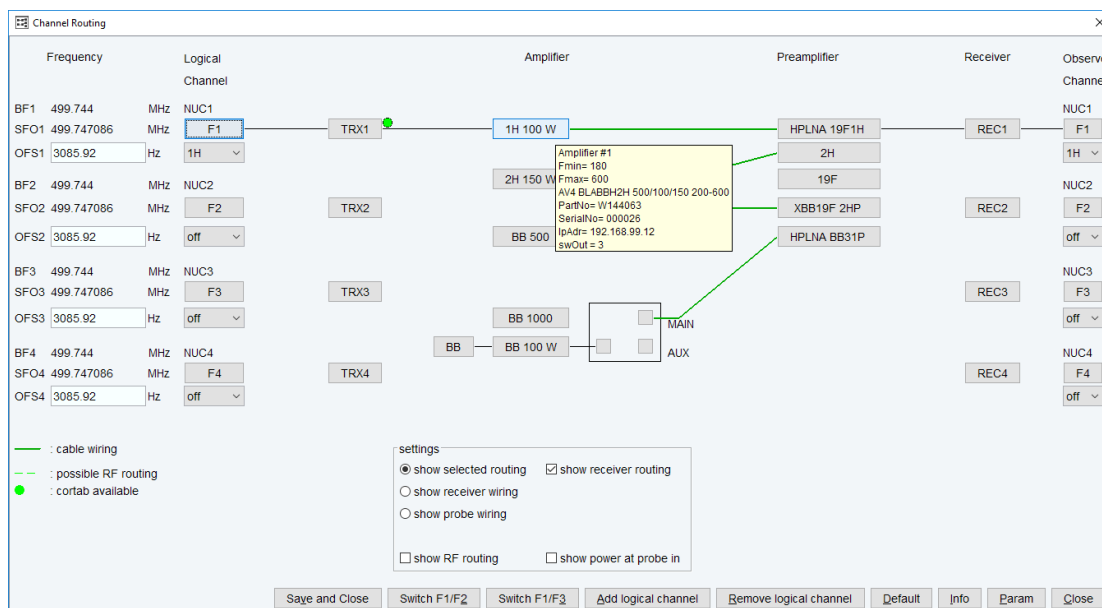 Channel Routing
Frequency Logical Channel Amplifier Preamplifier Receiver Observe Channe
BF1 499.744 MHz NUC1 NUC1
SFO1 499.747086 MHz F1 TRX1 1H 100 W HPLNA 19F1H REC1 F1
OFS1 3085.92 Hz 1H 2H 1H
BF2 499.744 MHz NUC2 2H 150 W 19F NUC2
SFO2 499.747086 MHz F2 TRX2 XBB19F 2HP REC2 F2
OFS2 3085.92 Hz off BB 500 HPLNA BB31P off
Amplifier #1
Fmin= 180
Fmax= 600
AV4 BLABBH2H 500/100/150 200-600
PartNo= W144063
SerialNo= 000026
IpAdr= 192.168.99.12
swOut = 3
BF3 499.744 MHz NUC3 NUC3
SFO3 499.747086 MHz F3 TRX3 REC3 F3
OFS3 3085.92 Hz off BB 1000 MAIN off
BF4 499.744 MHz NUC4 BB BB 100 W AUX NUC4
SFO4 499.747086 MHz F4 TRX4 REC4 F4
OFS4 3085.92 Hz off off
: cable wiring
: possible RF routing
: cortab available
settings
show selected routing show receiver routing
show receiver wiring
show probe wiring
show RF routing show power at probe in
Save and Close Switch F1/F2 Switch F1/F3 Add logical channel Remove logical channel Default Info Param Close